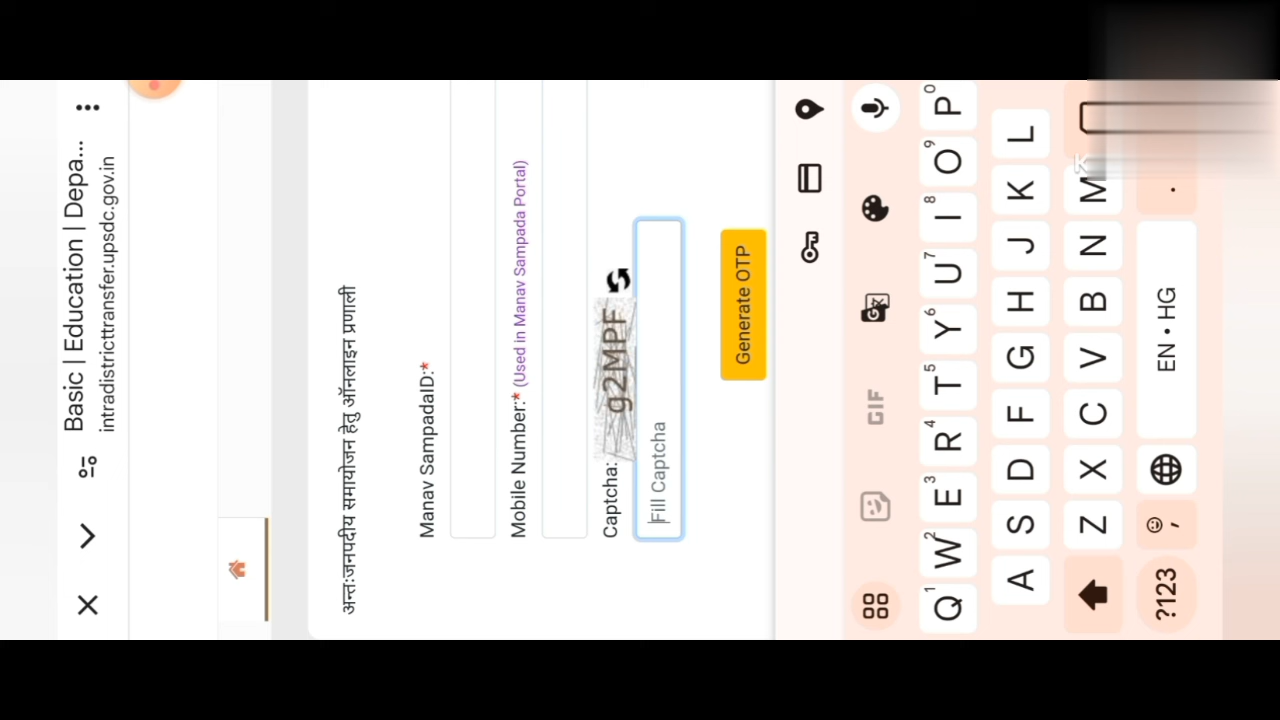 Basic | Education | Depa...
intradistricttransfer.upsdc.gov.in
अन्तःजनपदीय समायोजन हेतु ऑनलाइन प्रणाली
Manav SampadaID:*
Mobile Number:* (Used in Manav Sampada Portal)
Captcha: g2MPF
Fill Captcha
Generate OTP
GIF
1 2 3 4 5 6 7 8 9 0
Q W E R T Y U I O P
A S D F G H J K L
Z X C V B N M
?123 , EN • HG .